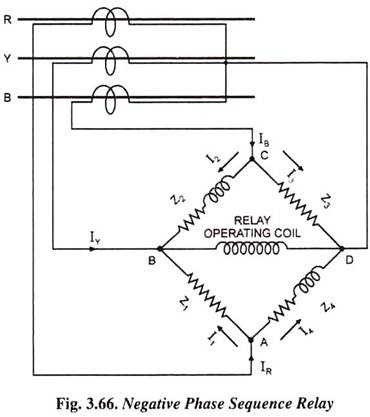 R
Y
B
I_B
C
I_2
I_3
Z_2
Z_3
RELAY
OPERATING COIL
I_Y
B
D
Z_1
Z_4
A
I_1
I_4
I_R
Fig. 3.66. Negative Phase Sequence Relay